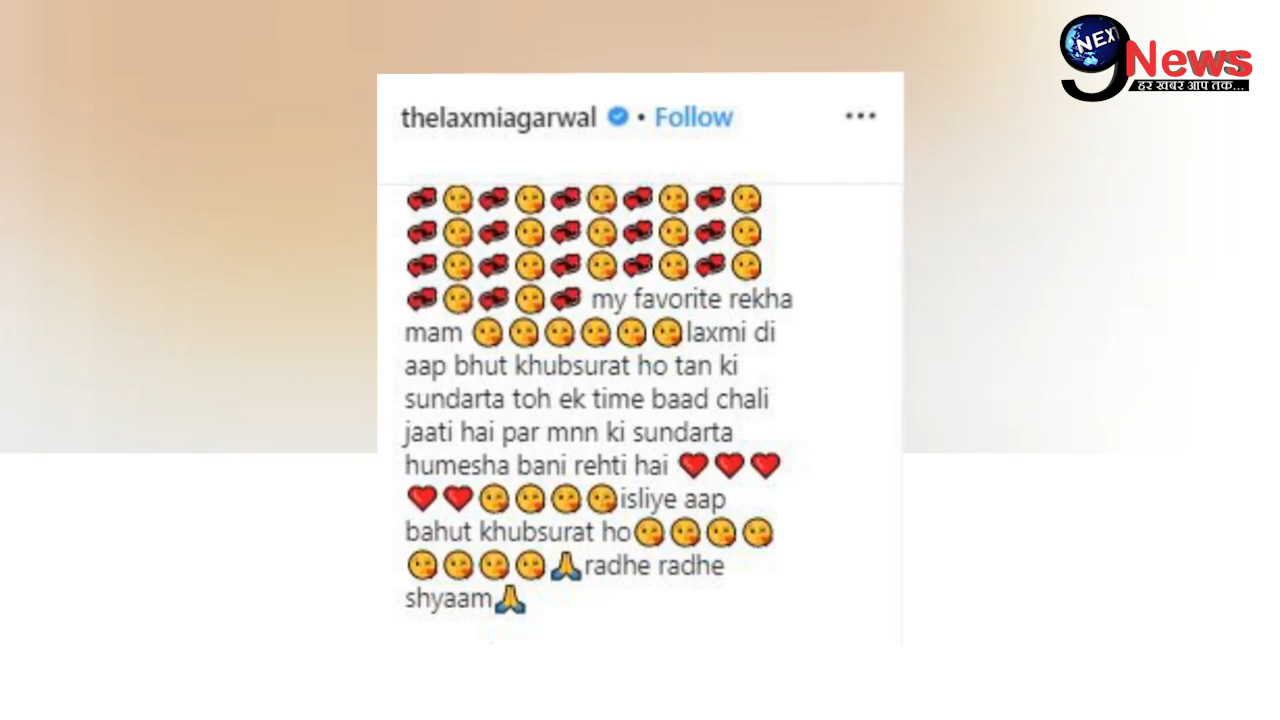 NEXT
9 News
हर खबर आप तक...
thelaxmiagarwal • Follow •••
💞😘💞😘💞😘💞😘💞😘
💞😘💞😘💞😘💞😘💞😘
💞😘💞😘💞😘💞😘💞😘
💞😘💞😘💞 my favorite rekha
mam 😘😘😘😘😘😘laxmi di
aap bhut khubsurat ho tan ki
sundarta toh ek time baad chali
jaati hai par mnn ki sundarta
humesha bani rehti hai ❤❤❤
❤❤😘😘😘😘isliye aap
bahut khubsurat ho😘😘😘😘
😘😘😘😘🙏radhe radhe
shyaam🙏